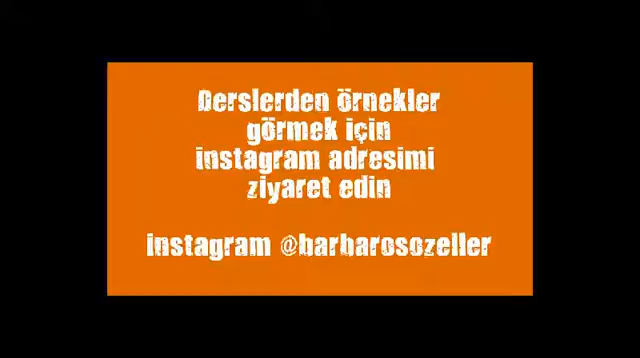 Derslerden örnekler
görmek için
instagram adresimi
ziyaret edin
instagram @barbarosozeller